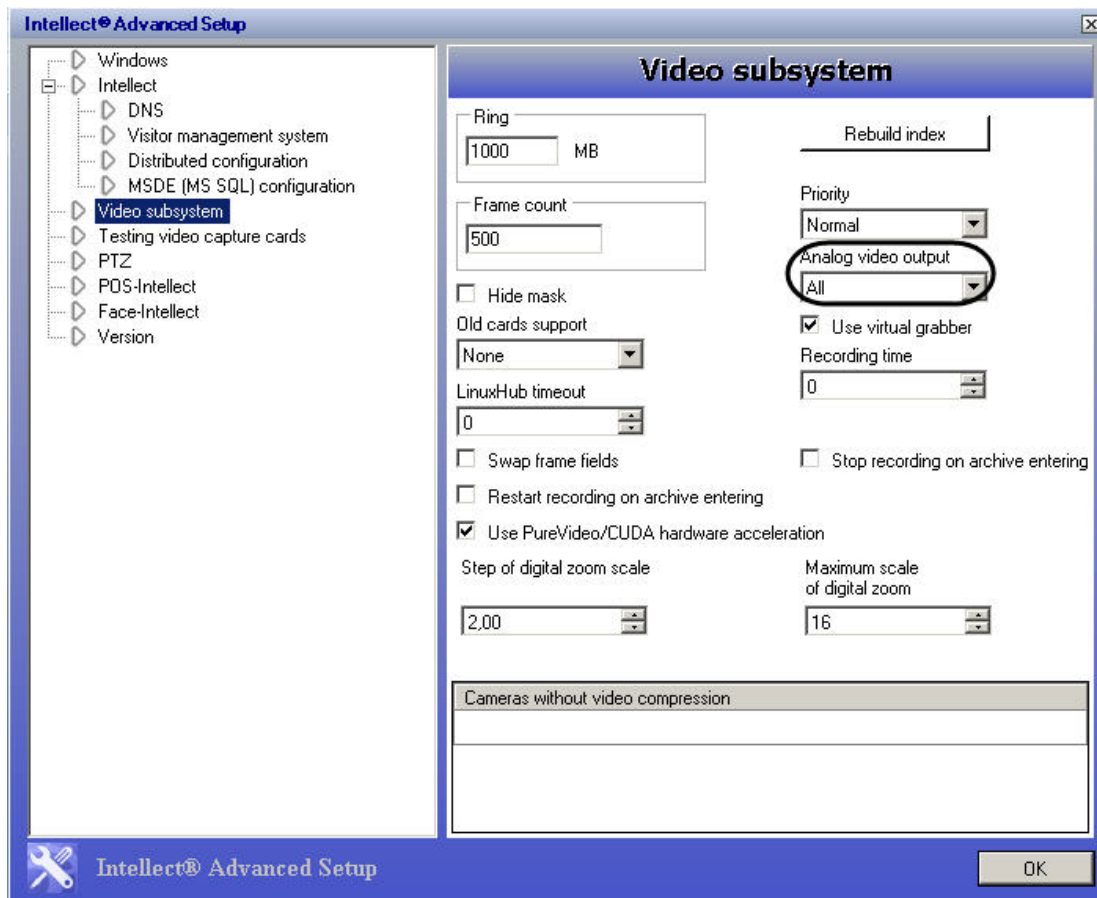 Intellect® Advanced Setup
Windows
Intellect
DNS
Visitor management system
Distributed configuration
MSDE (MS SQL) configuration
Video subsystem
Testing video capture cards
PTZ
POS-Intellect
Face-Intellect
Version
Video subsystem
Ring
1000 MB
Rebuild index
Frame count
500
Priority
Normal
Analog video output
All
Hide mask
Use virtual grabber
Old cards support
None
Recording time
0
LinuxHub timeout
0
Swap frame fields
Stop recording on archive entering
Restart recording on archive entering
Use PureVideo/CUDA hardware acceleration
Step of digital zoom scale
2,00
Maximum scale
of digital zoom
16
Cameras without video compression
Intellect® Advanced Setup
OK